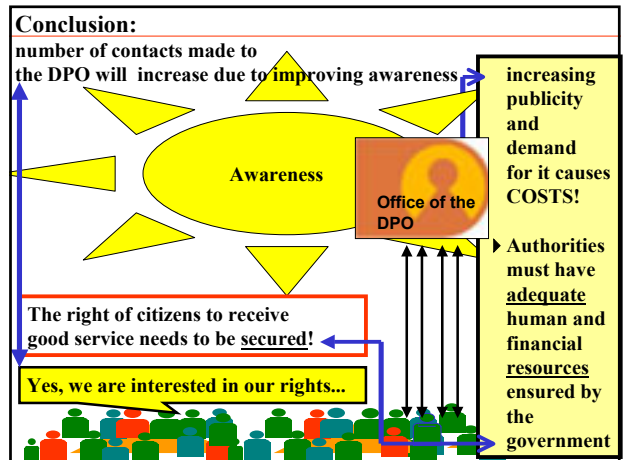 Conclusion:
number of contacts made to
the DPO will increase due to improving awareness
Awareness
Office of the
DPO
increasing
publicity
and
demand
for it causes
COSTS!
Authorities
must have
adequate
human and
financial
resources
ensured by
the
government
The right of citizens to receive
good service needs to be secured!
Yes, we are interested in our rights...